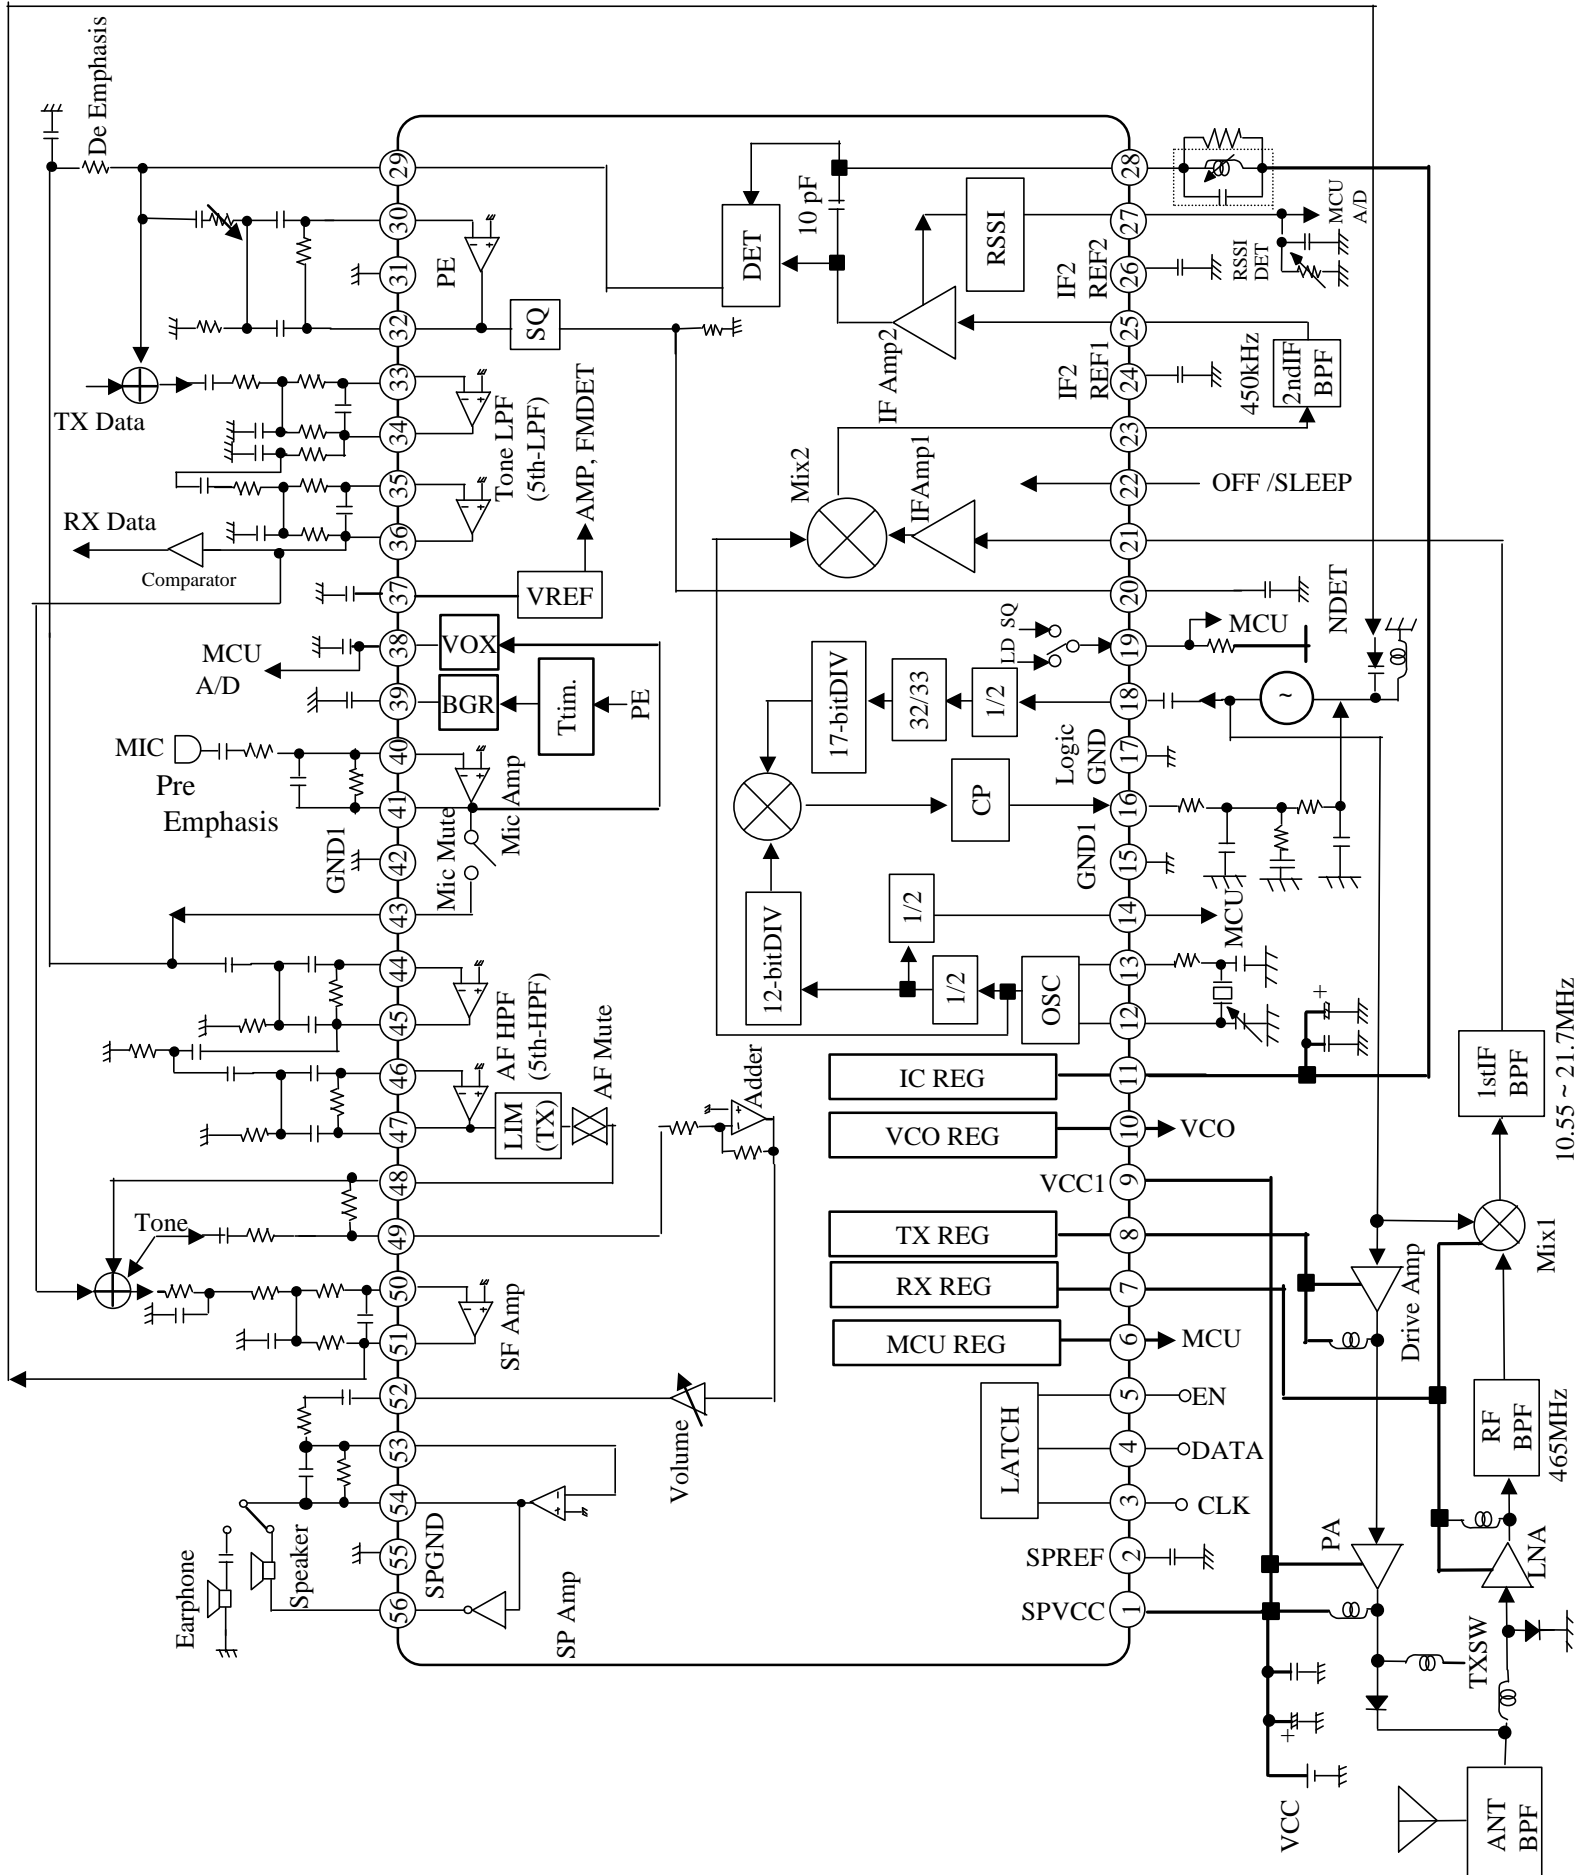 De Emphasis
TX Data
RX Data
Comparator
MCU
A/D
MIC
Pre
Emphasis
GND1
Tone
Earphone
Speaker
SPGND
29
30
31
32
33
34
35
36
37
38
39
40
41
42
43
44
45
46
47
48
49
50
51
52
53
54
55
56
PE
SQ
Tone LPF
(5th-LPF)
AMP, FMDET
VREF
VOX
BGR
Ttim.
PE
Mic Amp
Mic Mute
AF HPF
(5th-HPF)
LIM
(TX)
AF Mute
Adder
SF Amp
Volume
SP Amp
DET
10 pF
RSSI
IF Amp2
Mix2
IFAmp1
OFF /SLEEP
17-bitDIV
32/33
1/2
LD
SQ
CP
12-bitDIV
1/2
1/2
OSC
IC REG
VCO REG
TX REG
RX REG
MCU REG
LATCH
IF2
REF2
IF2
REF1
Logic
GND
GND1
VCC1
SPREF
SPVCC
28
27
26
25
24
23
22
21
20
19
18
17
16
15
14
13
12
11
10
9
8
7
6
5
4
3
2
1
MCU
A/D
RSSI
DET
450kHz
2ndIF
BPF
NDET
MCU
~
MCU
+
VCO
MCU
EN
DATA
CLK
1stIF
BPF
10.55 ~ 21.7MHz
Mix1
Drive Amp
RF
BPF
465MHz
PA
LNA
TXSW
+
VCC
ANT
BPF